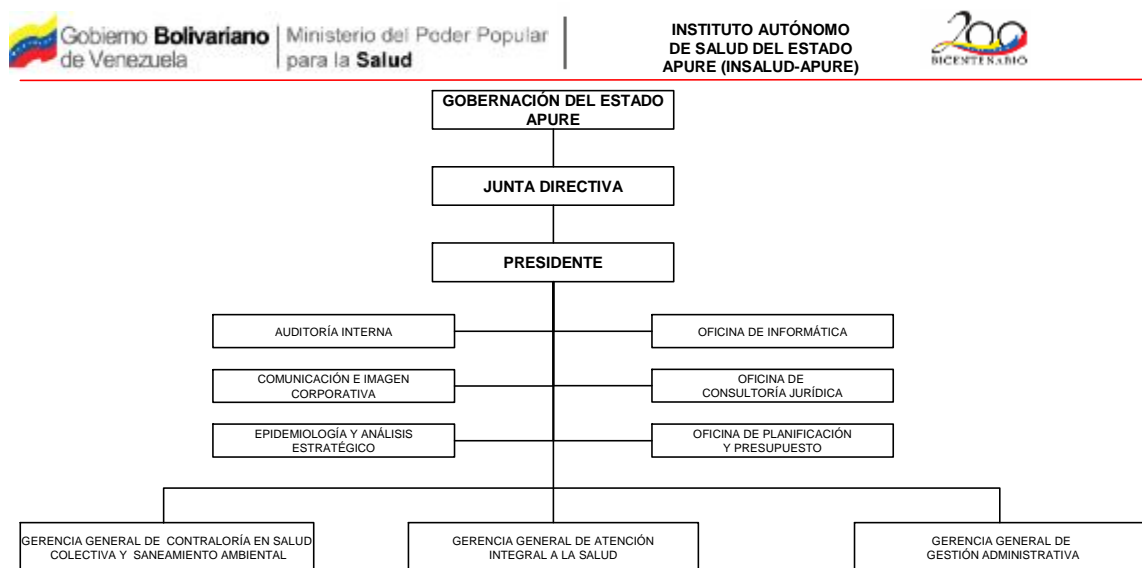 Gobierno Bolivariano
de Venezuela
Ministerio del Poder Popular
para la Salud
INSTITUTO AUTÓNOMO
DE SALUD DEL ESTADO
APURE (INSALUD-APURE)
200
BICENTENARIO
GOBERNACIÓN DEL ESTADO
APURE
JUNTA DIRECTIVA
PRESIDENTE
AUDITORÍA INTERNA
OFICINA DE INFORMÁTICA
COMUNICACIÓN E IMAGEN
CORPORATIVA
OFICINA DE
CONSULTORÍA JURÍDICA
EPIDEMIOLOGÍA Y ANÁLISIS
ESTRATÉGICO
OFICINA DE PLANIFICACIÓN
Y PRESUPUESTO
GERENCIA GENERAL DE CONTRALORÍA EN SALUD
COLECTIVA Y SANEAMIENTO AMBIENTAL
GERENCIA GENERAL DE ATENCIÓN
INTEGRAL A LA SALUD
GERENCIA GENERAL DE
GESTIÓN ADMINISTRATIVA